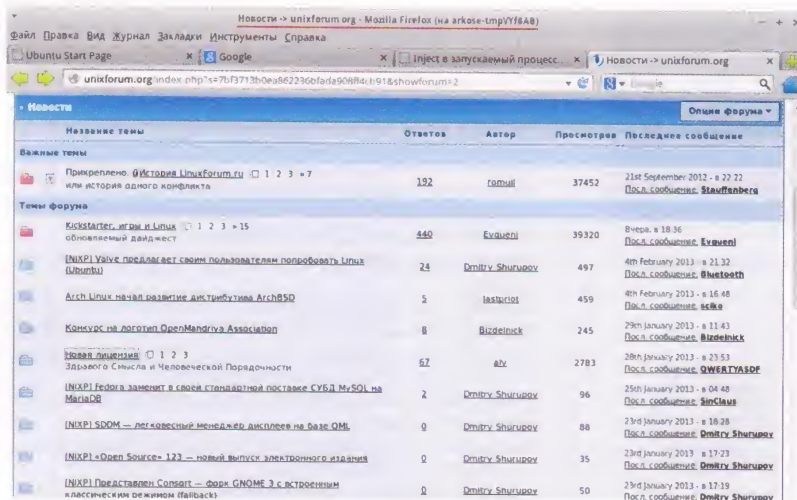 Новости -> unixforum.org - Mozilla Firefox (на arkose-tmpVYf8A8)
Файл Правка Вид Журнал Закладки Инструменты Справка
Ubuntu Start Page
Google
Inject в запускаемый процесс...
Новости -> unixforum.org
unixforum.org
Google
Новости
Опции форума
Название темы Ответов Автор Просмотров Последнее сообщение
Важные темы
Прикреплено: История LinuxForum.ru 1 2 3 »7
или история одного конфликта
192 romuil 37452
21st September 2012 - в 22:22
Посл. сообщение: Stauffenberg
Темы форума
Kickstarter, игры и Linux 1 2 3 »15
обновляемый дайджест
440 Evgueni 39320
Вчера, в 18:36
Посл. сообщение: Evgueni
[NIXP] Valve предлагает своим пользователям попробовать Linux
(Ubuntu)
24 Dmitry Shurupov 497
4th February 2013 - в 21:32
Посл. сообщение: Bluetooth
Arch Linux начал развитие дистрибутива ArchBSD
5 lastpriot 459
4th February 2013 - в 16:48
Посл. сообщение: sciko
Конкурс на логотип OpenMandriva Association
8 Bizdelnick 245
29th January 2013 - в 11:43
Посл. сообщение: Bizdelnick
Новая лицензия 1 2 3
Здравого Смысла и Человеческой Порядочности
67 alv 2783
28th January 2013 - в 23:53
Посл. сообщение: QWERTYASDF
[NIXP] Fedora заменит в своей стандартной поставке СУБД MySQL на
MariaDB
2 Dmitry Shurupov 96
25th January 2013 - в 04:48
Посл. сообщение: SinClaus
[NIXP] SDDM — легковесный менеджер дисплеев на базе QML
0 Dmitry Shurupov 88
23rd January 2013 - в 18:28
Посл. сообщение: Dmitry Shurupov
[NIXP] «Open Source» 123 — новый выпуск электронного издания
0 Dmitry Shurupov 35
23rd January 2013 - в 17:23
Посл. сообщение: Dmitry Shurupov
[NIXP] Представлен Consort — форк GNOME 3 с встроенным
классическим режимом (fallback)
0 Dmitry Shurupov 50
23rd January 2013 - в 17:19
Посл. сообщение: Dmitry Shurupov